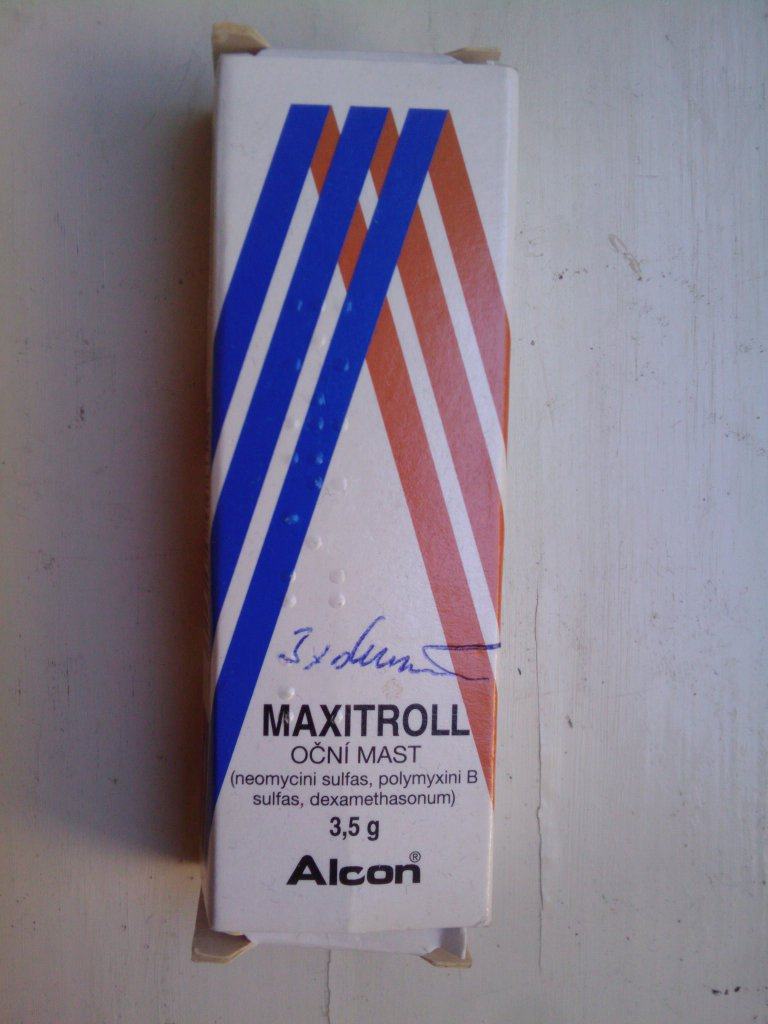 3x denně
MAXITROLL
OČNÍ MAST
(neomycini sulfas, polymyxini B
sulfas, dexamethasonum)
3,5 g
Alcon®